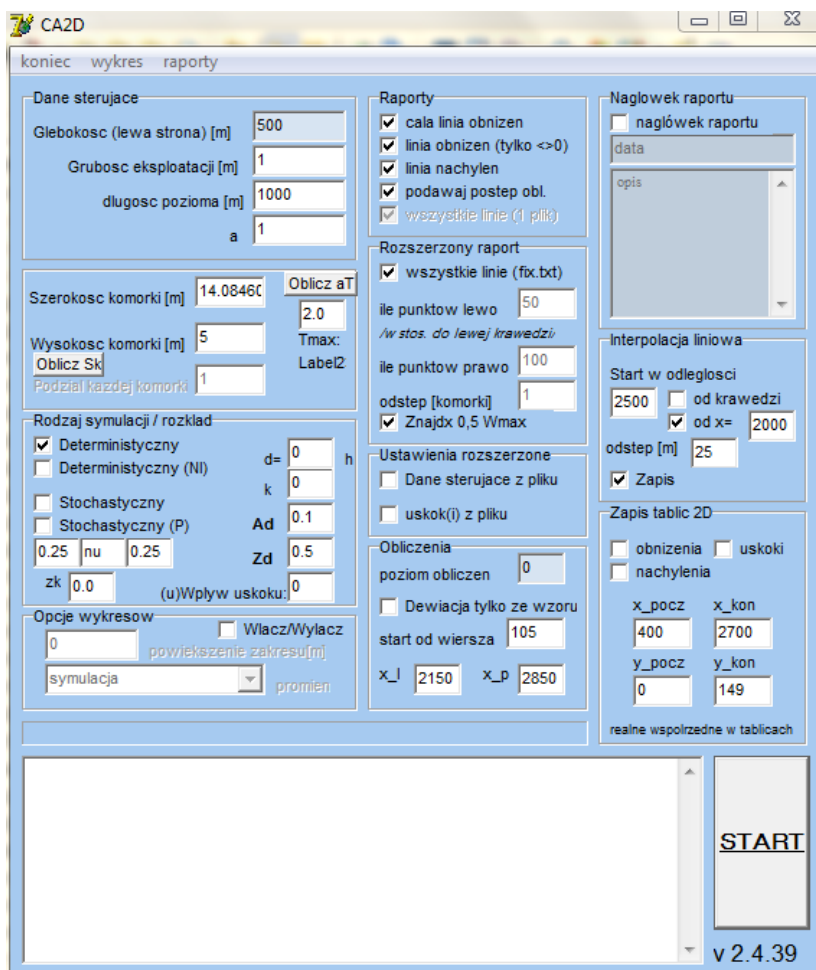 CA2D
koniec wykres raporty
Dane sterujace
Glebokosc (lewa strona) [m] 500
Grubosc eksploatacji [m] 1
dlugosc pozioma [m] 1000
a 1
Szerokosc komorki [m] 14.08460
Oblicz aT
2.0
Wysokosc komorki [m] 5
Tmax:
Oblicz Sk
Label2
Podzial kazdej komorki 1
Rodzaj symulacji / rozklad
Deterministyczny
Deterministyczny (NI)
d= 0 h
k 0
Stochastyczny
Stochastyczny (P)
Ad 0.1
0.25 nu 0.25
Zd 0.5
zk 0.0
(u)Wplyw uskoku: 0
Opcje wykresow
Wlacz/Wylacz
0
powiekszenie zakresu[m]
symulacja
promien
Raporty
cala linia obnizen
linia obnizen (tylko <>0)
linia nachylen
podawaj postep obl.
wszystkie linie (1 plik)
Rozszerzony raport
wszystkie linie (fix.txt)
ile punktow lewo 50
/w stos. do lewej krawedzi/
ile punktow prawo 100
odstep [komorki] 1
Znajdx 0,5 Wmax
Ustawienia rozszerzone
Dane sterujace z pliku
uskok(i) z pliku
Obliczenia
poziom obliczen 0
Dewiacja tylko ze wzoru
start od wiersza 105
x_l 2150 x_p 2850
Naglowek raportu
naglówek raportu
data
opis
Interpolacja liniowa
Start w odleglosci
2500 od krawedzi
od x= 2000
odstep [m] 25
Zapis
Zapis tablic 2D
obnizenia uskoki
nachylenia
x_pocz x_kon
400 2700
y_pocz y_kon
0 149
realne wspolrzedne w tablicach
START
v 2.4.39